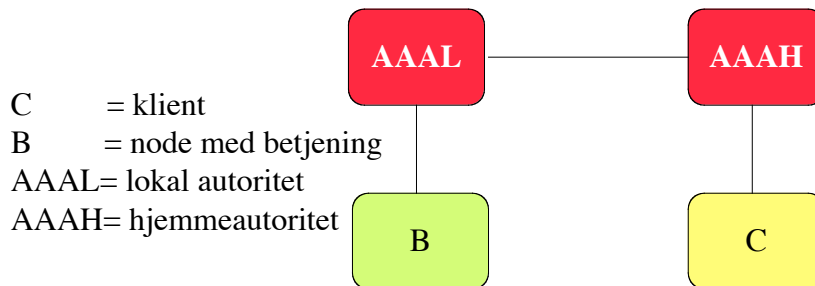 AAAL AAAH
C = klient
B = node med betjening
AAAL= lokal autoritet
AAAH= hjemmeautoritet
B C